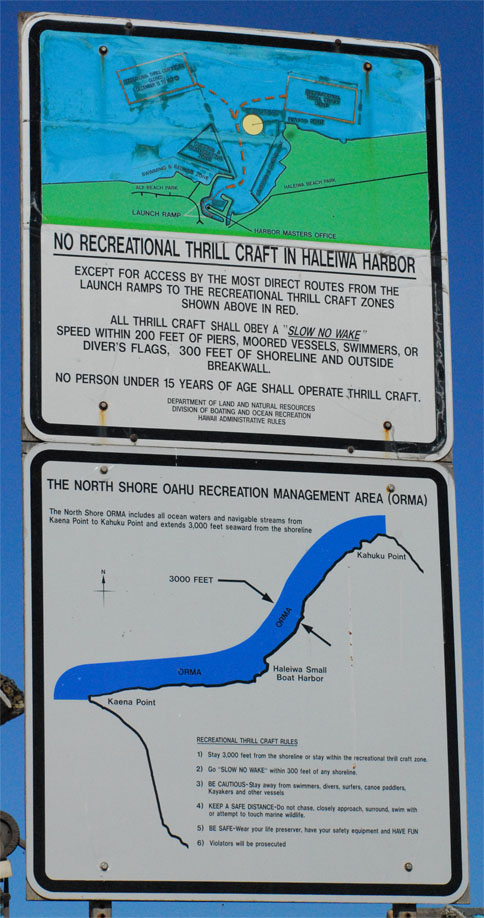 SWIMMING & BATHING ZONE
ALII BEACH PARK
HALEIWA BEACH PARK
LAUNCH RAMP
HARBOR MASTERS OFFICE
NO RECREATIONAL THRILL CRAFT IN HALEIWA HARBOR
EXCEPT FOR ACCESS BY THE MOST DIRECT ROUTES FROM THE
LAUNCH RAMPS TO THE RECREATIONAL THRILL CRAFT ZONES
SHOWN ABOVE IN RED.
ALL THRILL CRAFT SHALL OBEY A "SLOW NO WAKE"
SPEED WITHIN 200 FEET OF PIERS, MOORED VESSELS, SWIMMERS, OR
DIVER'S FLAGS, 300 FEET OF SHORELINE AND OUTSIDE
BREAKWALL.
NO PERSON UNDER 15 YEARS OF AGE SHALL OPERATE THRILL CRAFT.
DEPARTMENT OF LAND AND NATURAL RESOURCES
DIVISION OF BOATING AND OCEAN RECREATION
HAWAII ADMINISTRATIVE RULES
THE NORTH SHORE OAHU RECREATION MANAGEMENT AREA (ORMA)
The North Shore ORMA includes all ocean waters and navigable streams from
Kaena Point to Kahuku Point and extends 3,000 feet seaward from the shoreline
Kahuku Point
N
3000 FEET
ORMA
Haleiwa Small
Boat Harbor
ORMA
Kaena Point
RECREATIONAL THRILL CRAFT RULES
1) Stay 3,000 feet from the shoreline or stay within the recreational thrill craft zone.
2) Go "SLOW NO WAKE" within 300 feet of any shoreline.
3) BE CAUTIOUS-Stay away from swimmers, divers, surfers, canoe paddlers,
Kayakers and other vessels
4) KEEP A SAFE DISTANCE-Do not chase, closely approach, surround, swim with
or attempt to touch marine wildlife.
5) BE SAFE-Wear your life preserver, have your safety equipment and HAVE FUN
6) Violators will be prosecuted